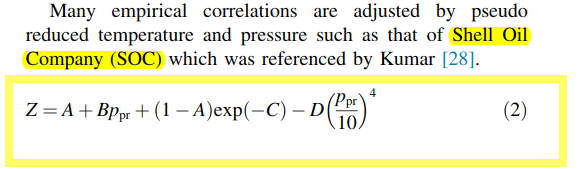 Many empirical correlations are adjusted by pseudo
reduced temperature and pressure such as that of Shell Oil
Company (SOC) which was referenced by Kumar [28].
Z = A + Bp_pr + (1 − A)exp(−C) − D(p_pr/10)^4 (2)